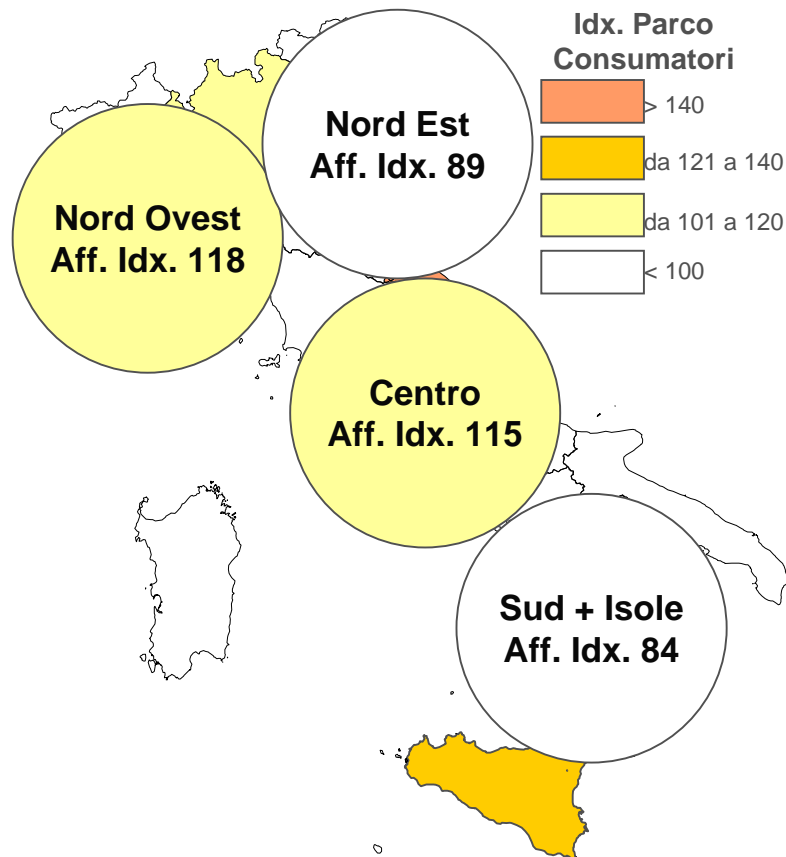 Idx. Parco
Consumatori
> 140
da 121 a 140
da 101 a 120
< 100
Nord Est
Aff. Idx. 89
Nord Ovest
Aff. Idx. 118
Centro
Aff. Idx. 115
Sud + Isole
Aff. Idx. 84